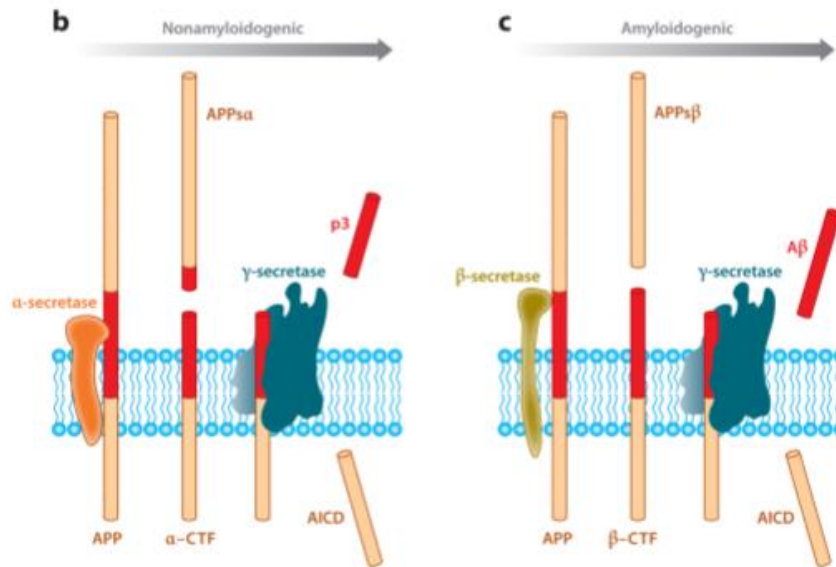 b
Nonamyloidogenic
APPsα
p3
γ-secretase
α-secretase
AICD
APP
α-CTF
c
Amyloidogenic
APPsβ
Aβ
β-secretase
γ-secretase
AICD
APP
β-CTF